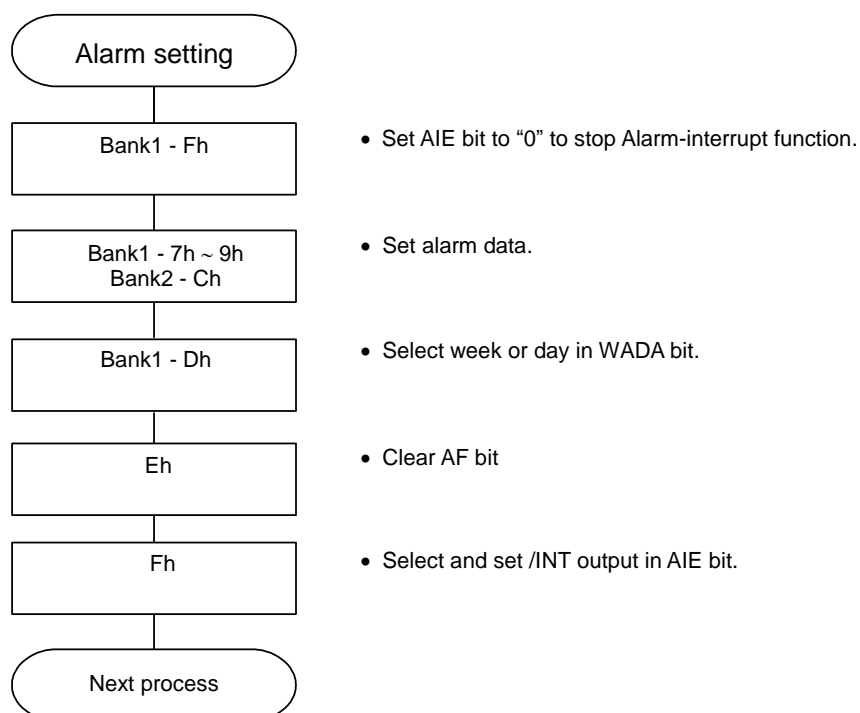 Alarm setting
Bank1 - Fh
• Set AIE bit to “0” to stop Alarm-interrupt function.
Bank1 - 7h ~ 9h
Bank2 - Ch
• Set alarm data.
Bank1 - Dh
• Select week or day in WADA bit.
Eh
• Clear AF bit
Fh
• Select and set /INT output in AIE bit.
Next process